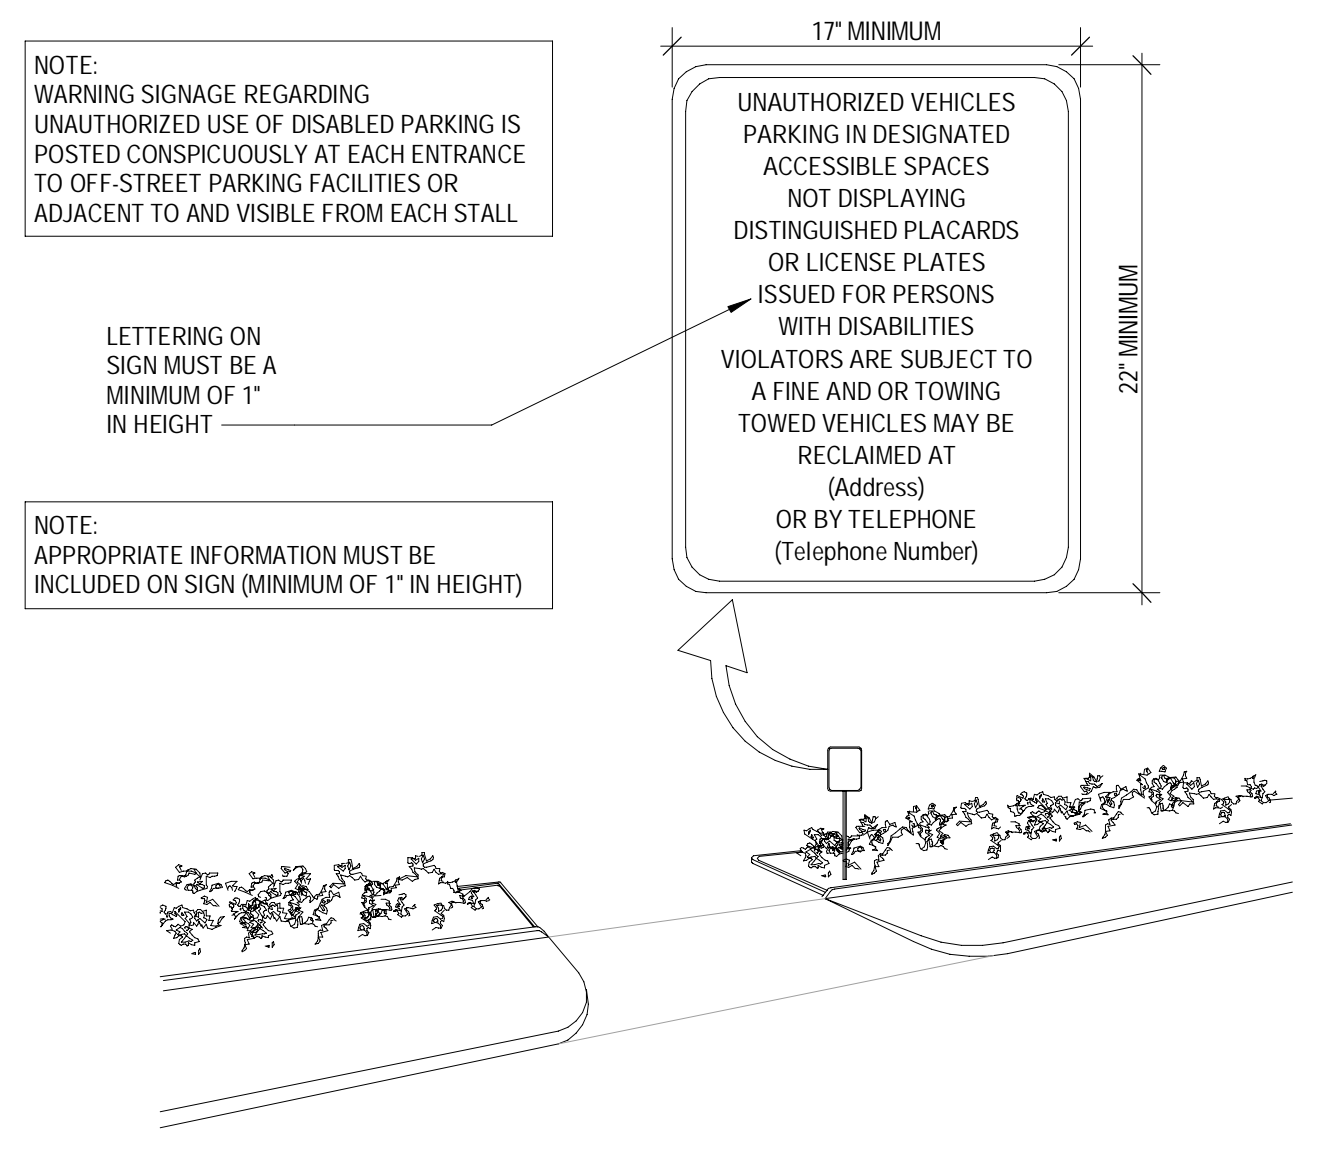 17" MINIMUM
NOTE:
WARNING SIGNAGE REGARDING
UNAUTHORIZED USE OF DISABLED PARKING IS
POSTED CONSPICUOUSLY AT EACH ENTRANCE
TO OFF-STREET PARKING FACILITIES OR
ADJACENT TO AND VISIBLE FROM EACH STALL
UNAUTHORIZED VEHICLES
PARKING IN DESIGNATED
ACCESSIBLE SPACES
NOT DISPLAYING
DISTINGUISHED PLACARDS
OR LICENSE PLATES
ISSUED FOR PERSONS
WITH DISABILITIES
VIOLATORS ARE SUBJECT TO
A FINE AND OR TOWING
TOWED VEHICLES MAY BE
RECLAIMED AT
(Address)
OR BY TELEPHONE
(Telephone Number)
22" MINIMUM
LETTERING ON
SIGN MUST BE A
MINIMUM OF 1"
IN HEIGHT
NOTE:
APPROPRIATE INFORMATION MUST BE
INCLUDED ON SIGN (MINIMUM OF 1" IN HEIGHT)